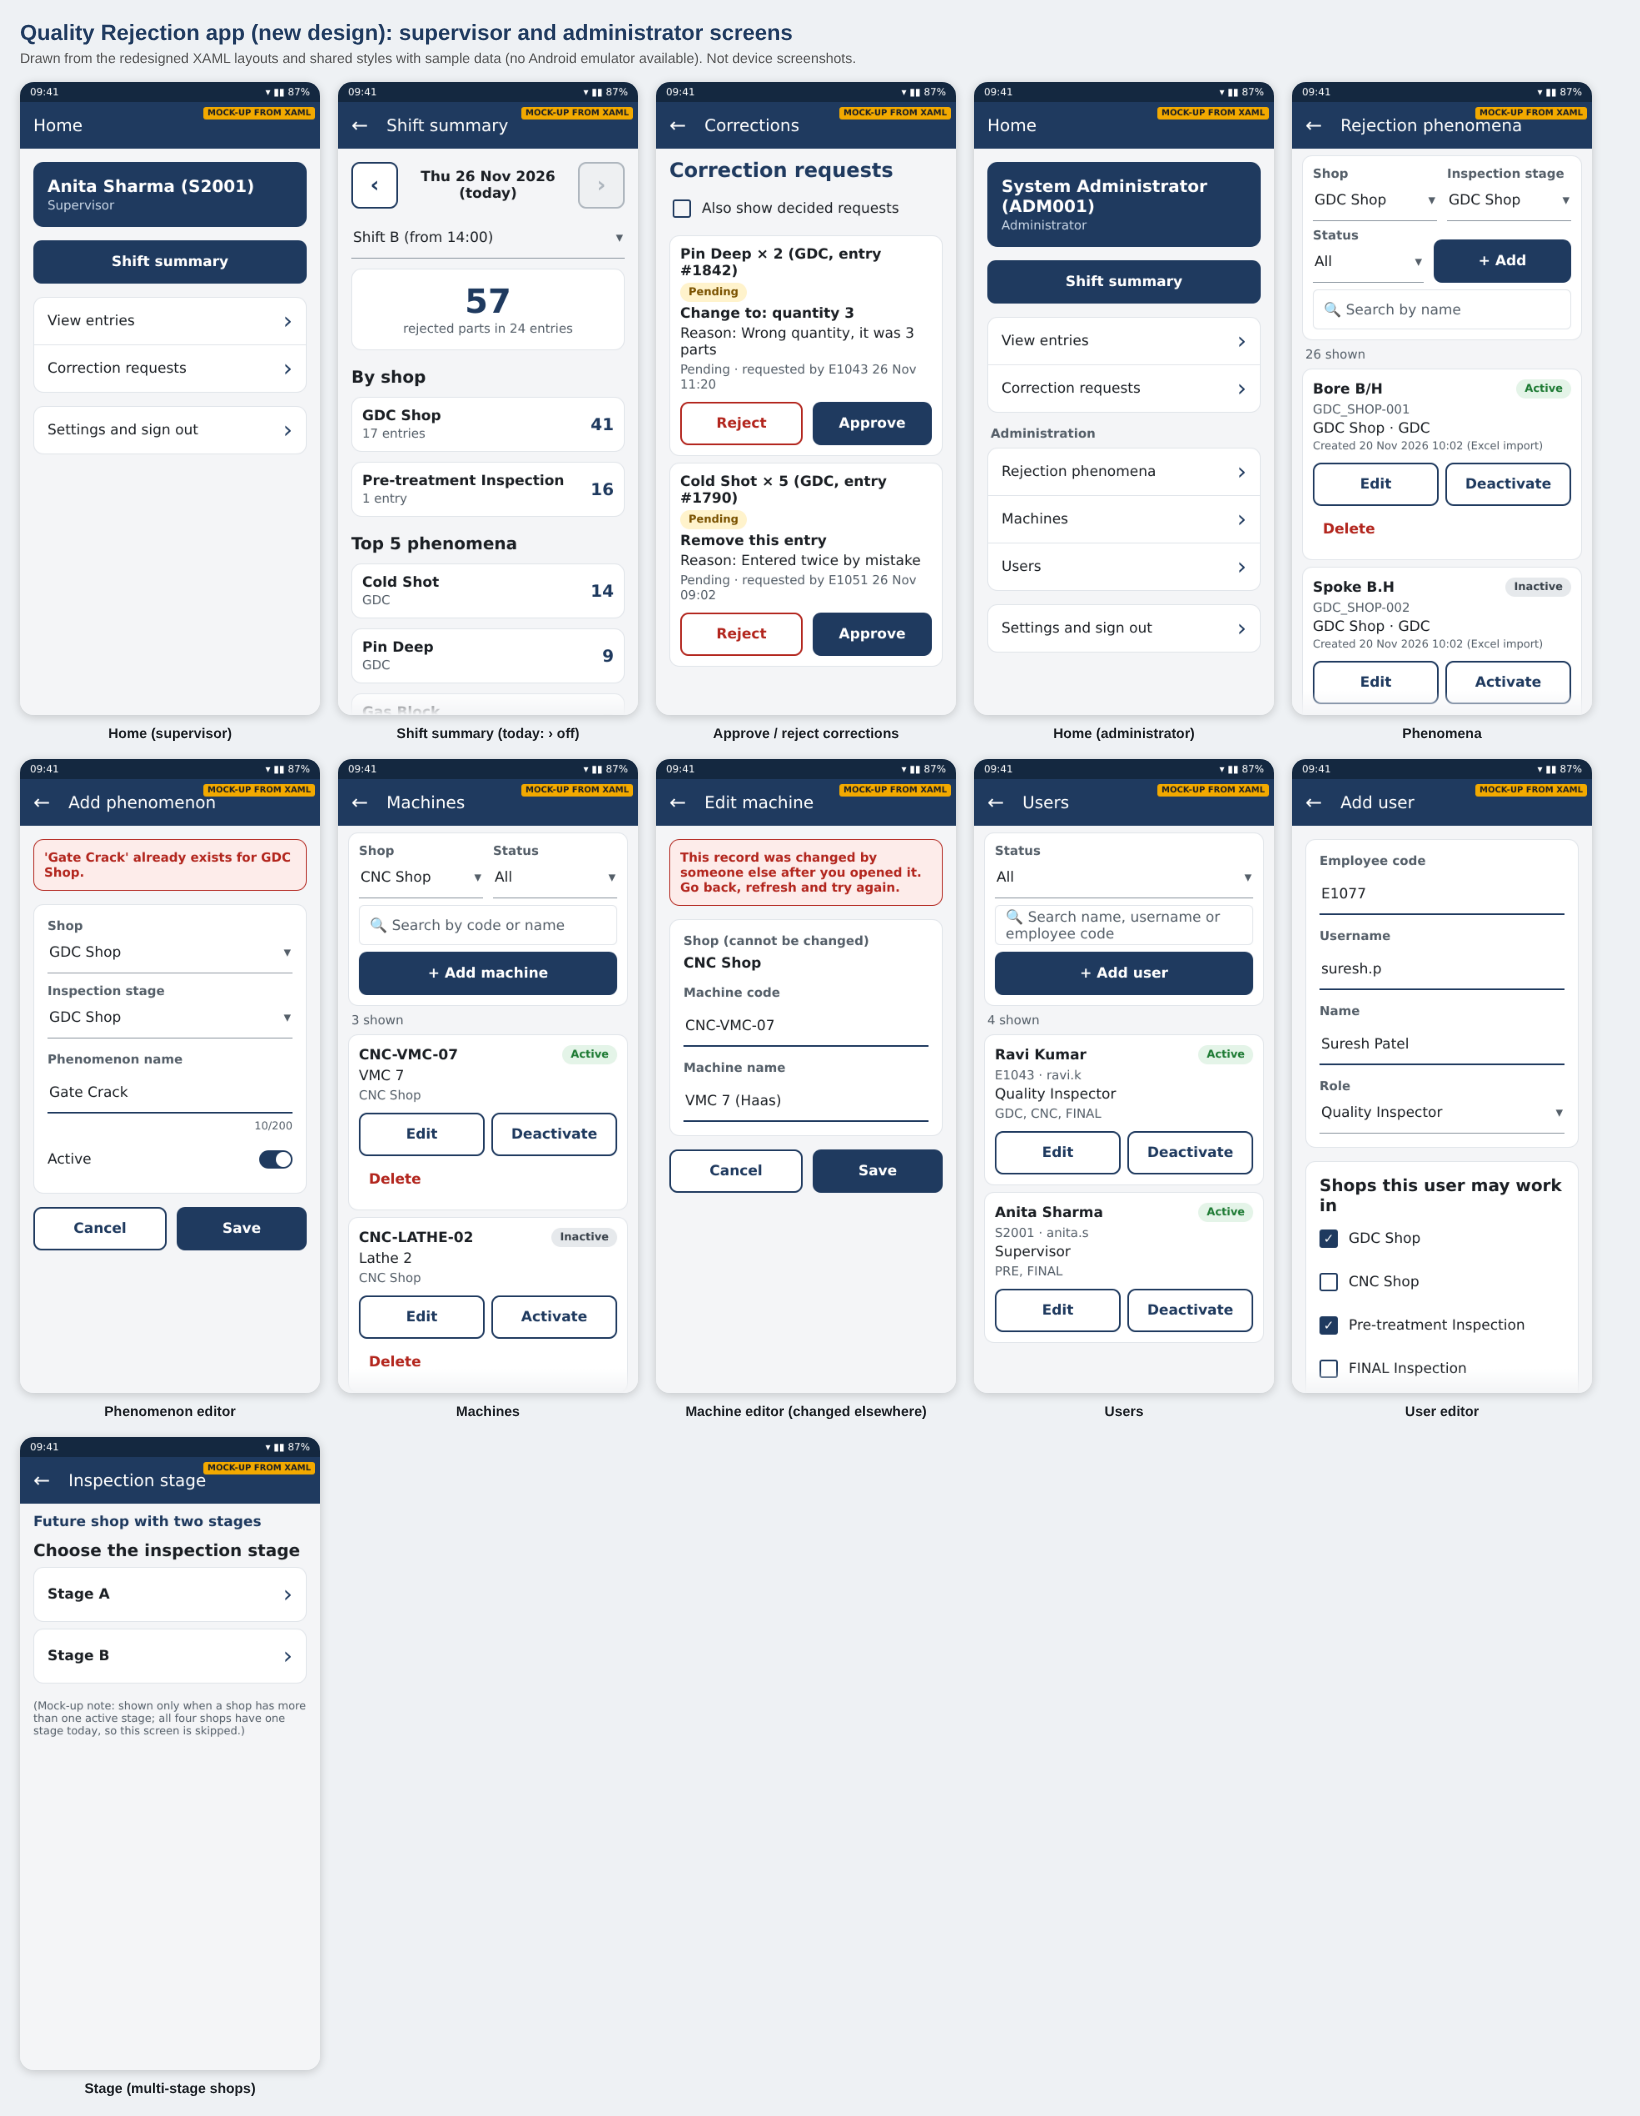 Quality Rejection app (new design): supervisor and administrator screens
Drawn from the redesigned XAML layouts and shared styles with sample data (no Android emulator available). Not device screenshots.
09:41
87%
MOCK-UP FROM XAML
Home
Anita Sharma (S2001)
Supervisor
Shift summary
View entries
Correction requests
Settings and sign out
Home (supervisor)
09:41
87%
MOCK-UP FROM XAML
← Shift summary
‹
Thu 26 Nov 2026
(today)
›
Shift B (from 14:00)
57
rejected parts in 24 entries
By shop
GDC Shop
17 entries
41
Pre-treatment Inspection
1 entry
16
Top 5 phenomena
Cold Shot
GDC
14
Pin Deep
GDC
9
Gas Block
Shift summary (today: › off)
09:41
87%
MOCK-UP FROM XAML
← Corrections
Correction requests
Also show decided requests
Pin Deep × 2 (GDC, entry
#1842)
Pending
Change to: quantity 3
Reason: Wrong quantity, it was 3
parts
Pending · requested by E1043 26 Nov
11:20
Reject
Approve
Cold Shot × 5 (GDC, entry
#1790)
Pending
Remove this entry
Reason: Entered twice by mistake
Pending · requested by E1051 26 Nov
09:02
Reject
Approve
Approve / reject corrections
09:41
87%
MOCK-UP FROM XAML
Home
System Administrator
(ADM001)
Administrator
Shift summary
View entries
Correction requests
Administration
Rejection phenomena
Machines
Users
Settings and sign out
Home (administrator)
09:41
87%
MOCK-UP FROM XAML
← Rejection phenomena
Shop
Inspection stage
GDC Shop
GDC Shop
Status
All
+ Add
🔍 Search by name
26 shown
Bore B/H
Active
GDC_SHOP-001
GDC Shop · GDC
Created 20 Nov 2026 10:02 (Excel import)
Edit
Deactivate
Delete
Spoke B.H
Inactive
GDC_SHOP-002
GDC Shop · GDC
Created 20 Nov 2026 10:02 (Excel import)
Edit
Activate
Phenomena
09:41
87%
MOCK-UP FROM XAML
← Add phenomenon
'Gate Crack' already exists for GDC
Shop.
Shop
GDC Shop
Inspection stage
GDC Shop
Phenomenon name
Gate Crack
10/200
Active
Cancel
Save
Phenomenon editor
09:41
87%
MOCK-UP FROM XAML
← Machines
Shop
Status
CNC Shop
All
🔍 Search by code or name
+ Add machine
3 shown
CNC-VMC-07
Active
VMC 7
CNC Shop
Edit
Deactivate
Delete
CNC-LATHE-02
Inactive
Lathe 2
CNC Shop
Edit
Activate
Delete
Machines
09:41
87%
MOCK-UP FROM XAML
← Edit machine
This record was changed by
someone else after you opened it.
Go back, refresh and try again.
Shop (cannot be changed)
CNC Shop
Machine code
CNC-VMC-07
Machine name
VMC 7 (Haas)
Cancel
Save
Machine editor (changed elsewhere)
09:41
87%
MOCK-UP FROM XAML
← Users
Status
All
🔍 Search name, username or
employee code
+ Add user
4 shown
Ravi Kumar
Active
E1043 · ravi.k
Quality Inspector
GDC, CNC, FINAL
Edit
Deactivate
Anita Sharma
Active
S2001 · anita.s
Supervisor
PRE, FINAL
Edit
Deactivate
Users
09:41
87%
MOCK-UP FROM XAML
← Add user
Employee code
E1077
Username
suresh.p
Name
Suresh Patel
Role
Quality Inspector
Shops this user may work
in
GDC Shop
CNC Shop
Pre-treatment Inspection
FINAL Inspection
User editor
09:41
87%
MOCK-UP FROM XAML
← Inspection stage
Future shop with two stages
Choose the inspection stage
Stage A
Stage B
(Mock-up note: shown only when a shop has more
than one active stage; all four shops have one
stage today, so this screen is skipped.)
Stage (multi-stage shops)